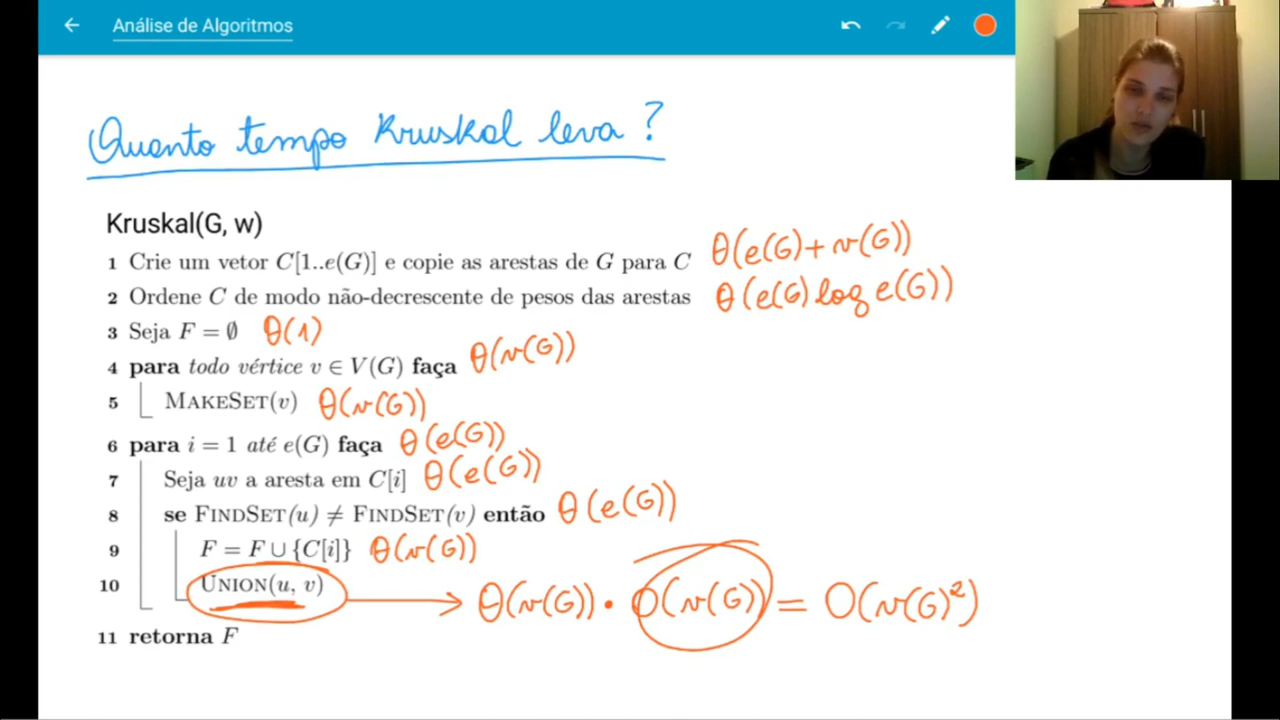 Análise de Algoritmos
Quanto tempo Kruskal leva?
Kruskal(G, w)
1 Crie um vetor C[1..e(G)] e copie as arestas de G para C θ(e(G)+v(G))
2 Ordene C de modo não-decrescente de pesos das arestas θ(e(G) log e(G))
3 Seja F = ∅ θ(1)
4 para todo vértice v ∈ V(G) faça θ(v(G))
5 MAKESET(v) θ(v(G))
6 para i = 1 até e(G) faça θ(e(G))
7 Seja uv a aresta em C[i] θ(e(G))
8 se FINDSET(u) ≠ FINDSET(v) então θ(e(G))
9 F = F ∪ {C[i]} θ(v(G))
10 UNION(u, v) → θ(v(G)) · O(v(G)) = O(v(G)²)
11 retorna F